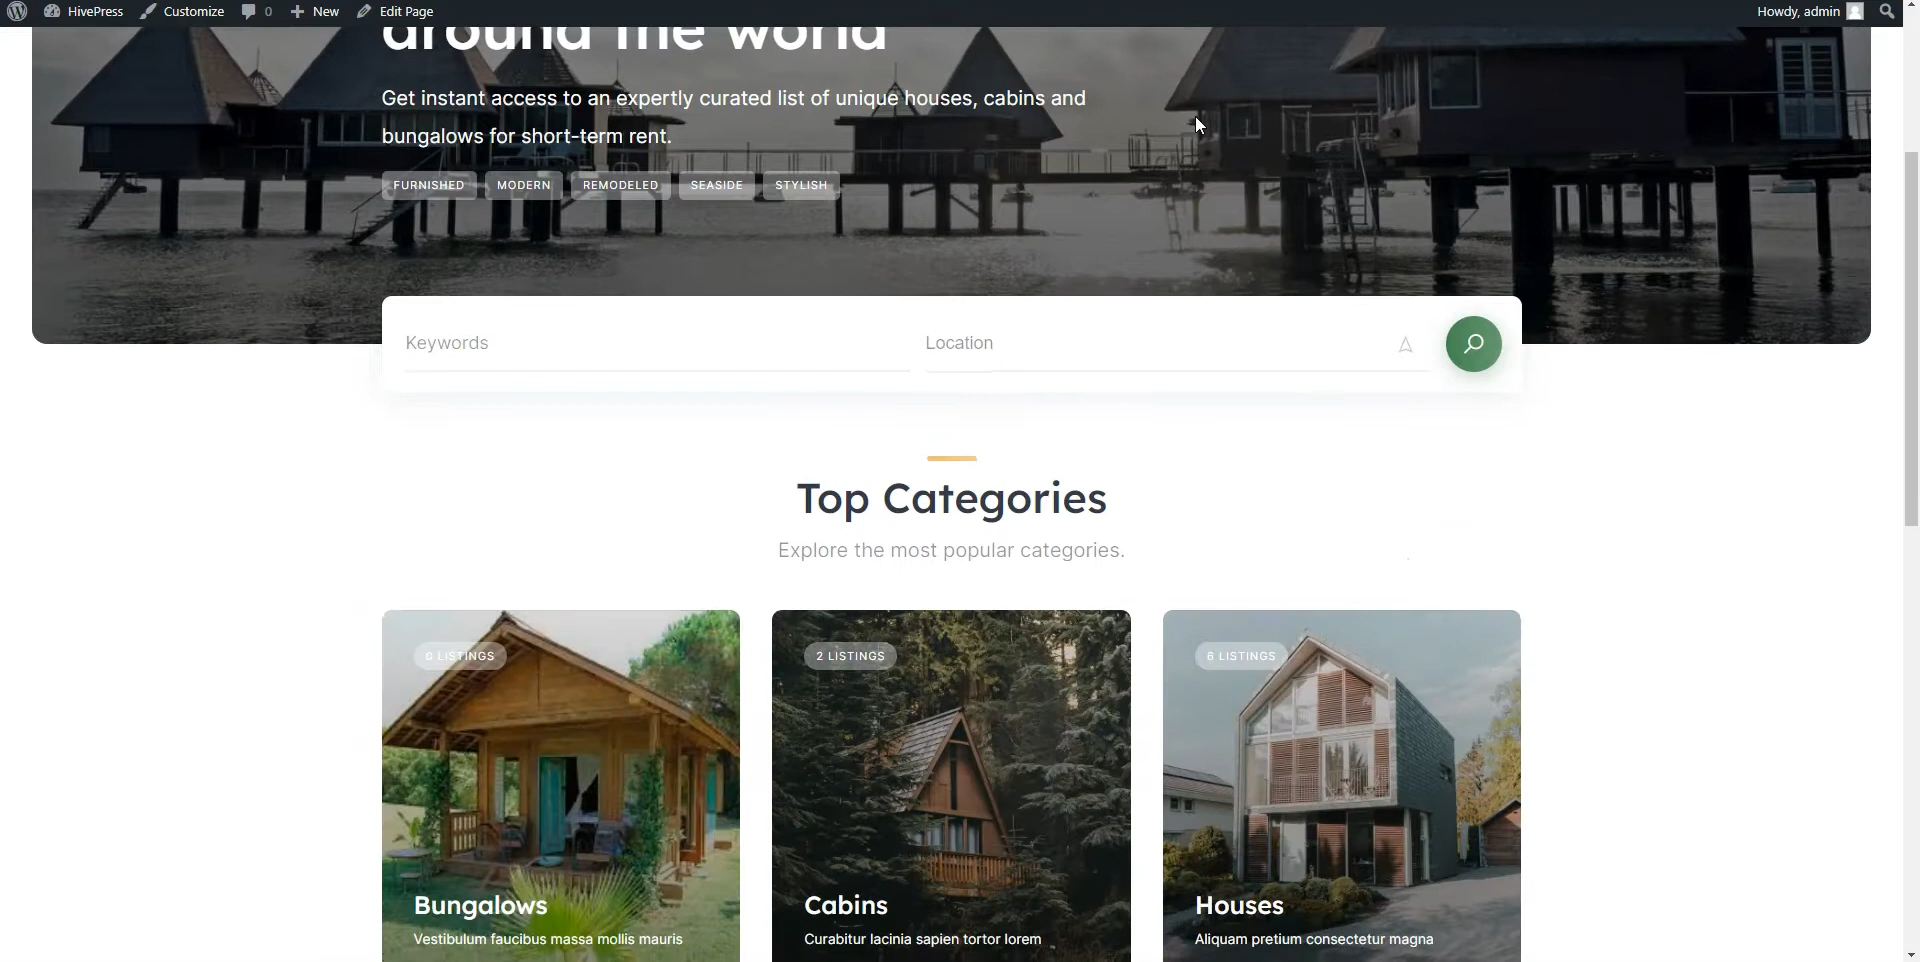 HivePress Customize 0 New Edit Page Howdy, admin
around the world
Get instant access to an expertly curated list of unique houses, cabins and
bungalows for short-term rent.
FURNISHED MODERN REMODELED SEASIDE STYLISH
Keywords Location
Top Categories
Explore the most popular categories.
LISTINGS 2 LISTINGS 6 LISTINGS
Bungalows Cabins Houses
Vestibulum faucibus massa mollis mauris Curabitur lacinia sapien tortor lorem Aliquam pretium consectetur magna